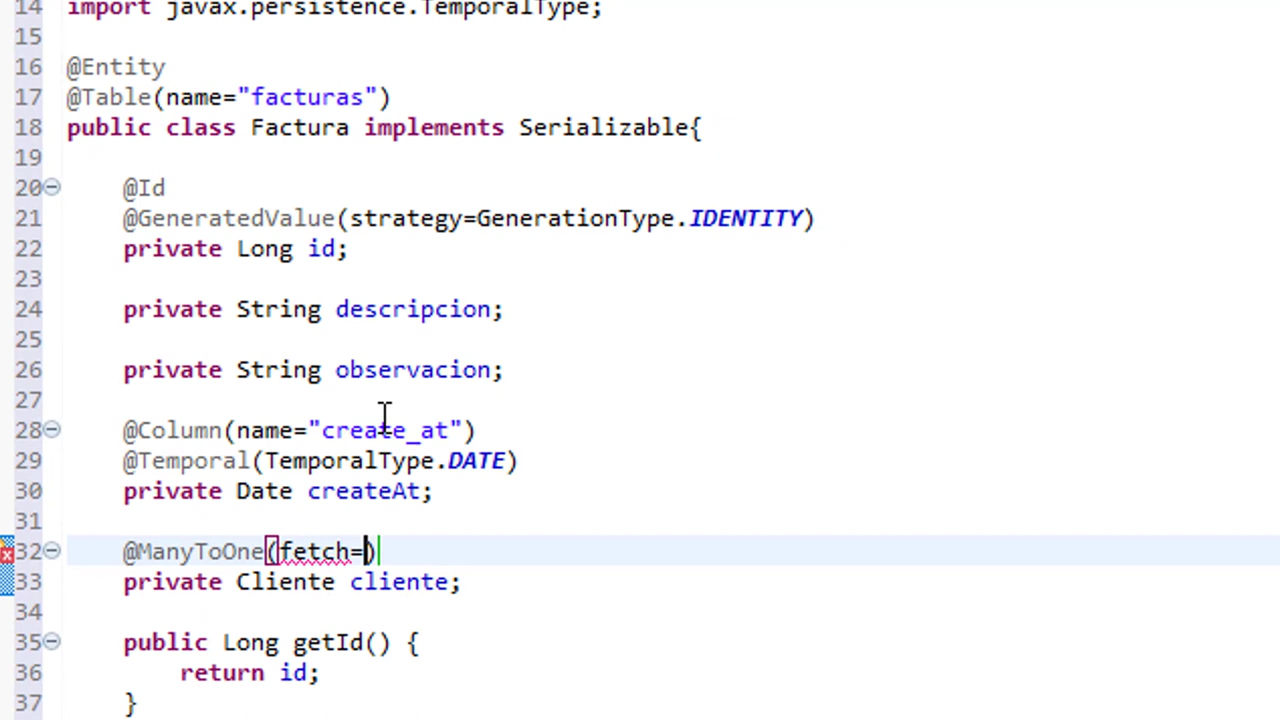 14 import javax.persistence.TemporalType;
15
16 @Entity
17 @Table(name="facturas")
18 public class Factura implements Serializable{
19
20 @Id
21 @GeneratedValue(strategy=GenerationType.IDENTITY)
22 private Long id;
23
24 private String descripcion;
25
26 private String observacion;
27
28 @Column(name="create_at")
29 @Temporal(TemporalType.DATE)
30 private Date createAt;
31
32 @ManyToOne(fetch=)
33 private Cliente cliente;
34
35 public Long getId() {
36 return id;
37 }